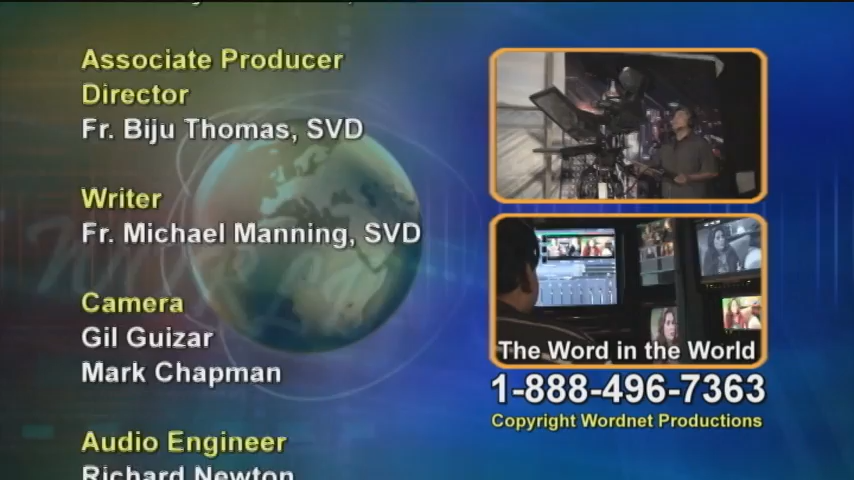 Associate Producer
Director
Fr. Biju Thomas, SVD
Writer
Fr. Michael Manning, SVD
Camera
Gil Guizar
Mark Chapman
Audio Engineer
Richard Newton
The Word in the World
1-888-496-7363
Copyright Wordnet Productions